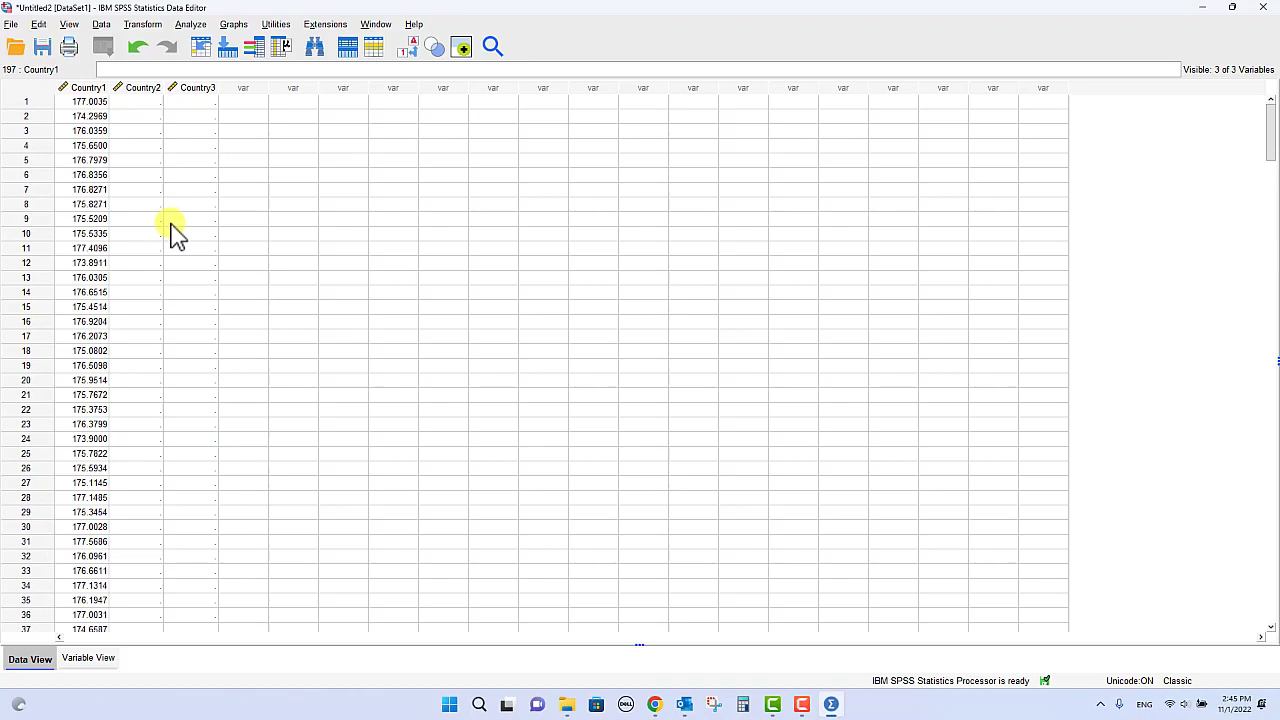 *Untitled2 [DataSet1] - IBM SPSS Statistics Data Editor
File Edit View Data Transform Analyze Graphs Utilities Extensions Window Help
197 : Country1
Visible: 3 of 3 Variables
Country1 Country2 Country3 var var var var var var var var var var var var var var var var var
1 177.0035 . .
2 174.2969 . .
3 176.0359 . .
4 175.6500 . .
5 176.7979 . .
6 176.8356 . .
7 176.8271 . .
8 175.8271 . .
9 175.5209 . .
10 175.5335 . .
11 177.4096 . .
12 173.8911 . .
13 176.0305 . .
14 176.6515 . .
15 175.4514 . .
16 176.9204 . .
17 176.2073 . .
18 175.0802 . .
19 176.5098 . .
20 175.9514 . .
21 175.7672 . .
22 175.3753 . .
23 176.3799 . .
24 173.9000 . .
25 175.7822 . .
26 175.5934 . .
27 175.1145 . .
28 177.1485 . .
29 175.3454 . .
30 177.0028 . .
31 177.5686 . .
32 176.0961 . .
33 176.6611 . .
34 177.1314 . .
35 176.1947 . .
36 177.0031 . .
37 174.6587 . .
Data View Variable View
IBM SPSS Statistics Processor is ready Unicode:ON Classic
ENG 2:45 PM
11/1/2022